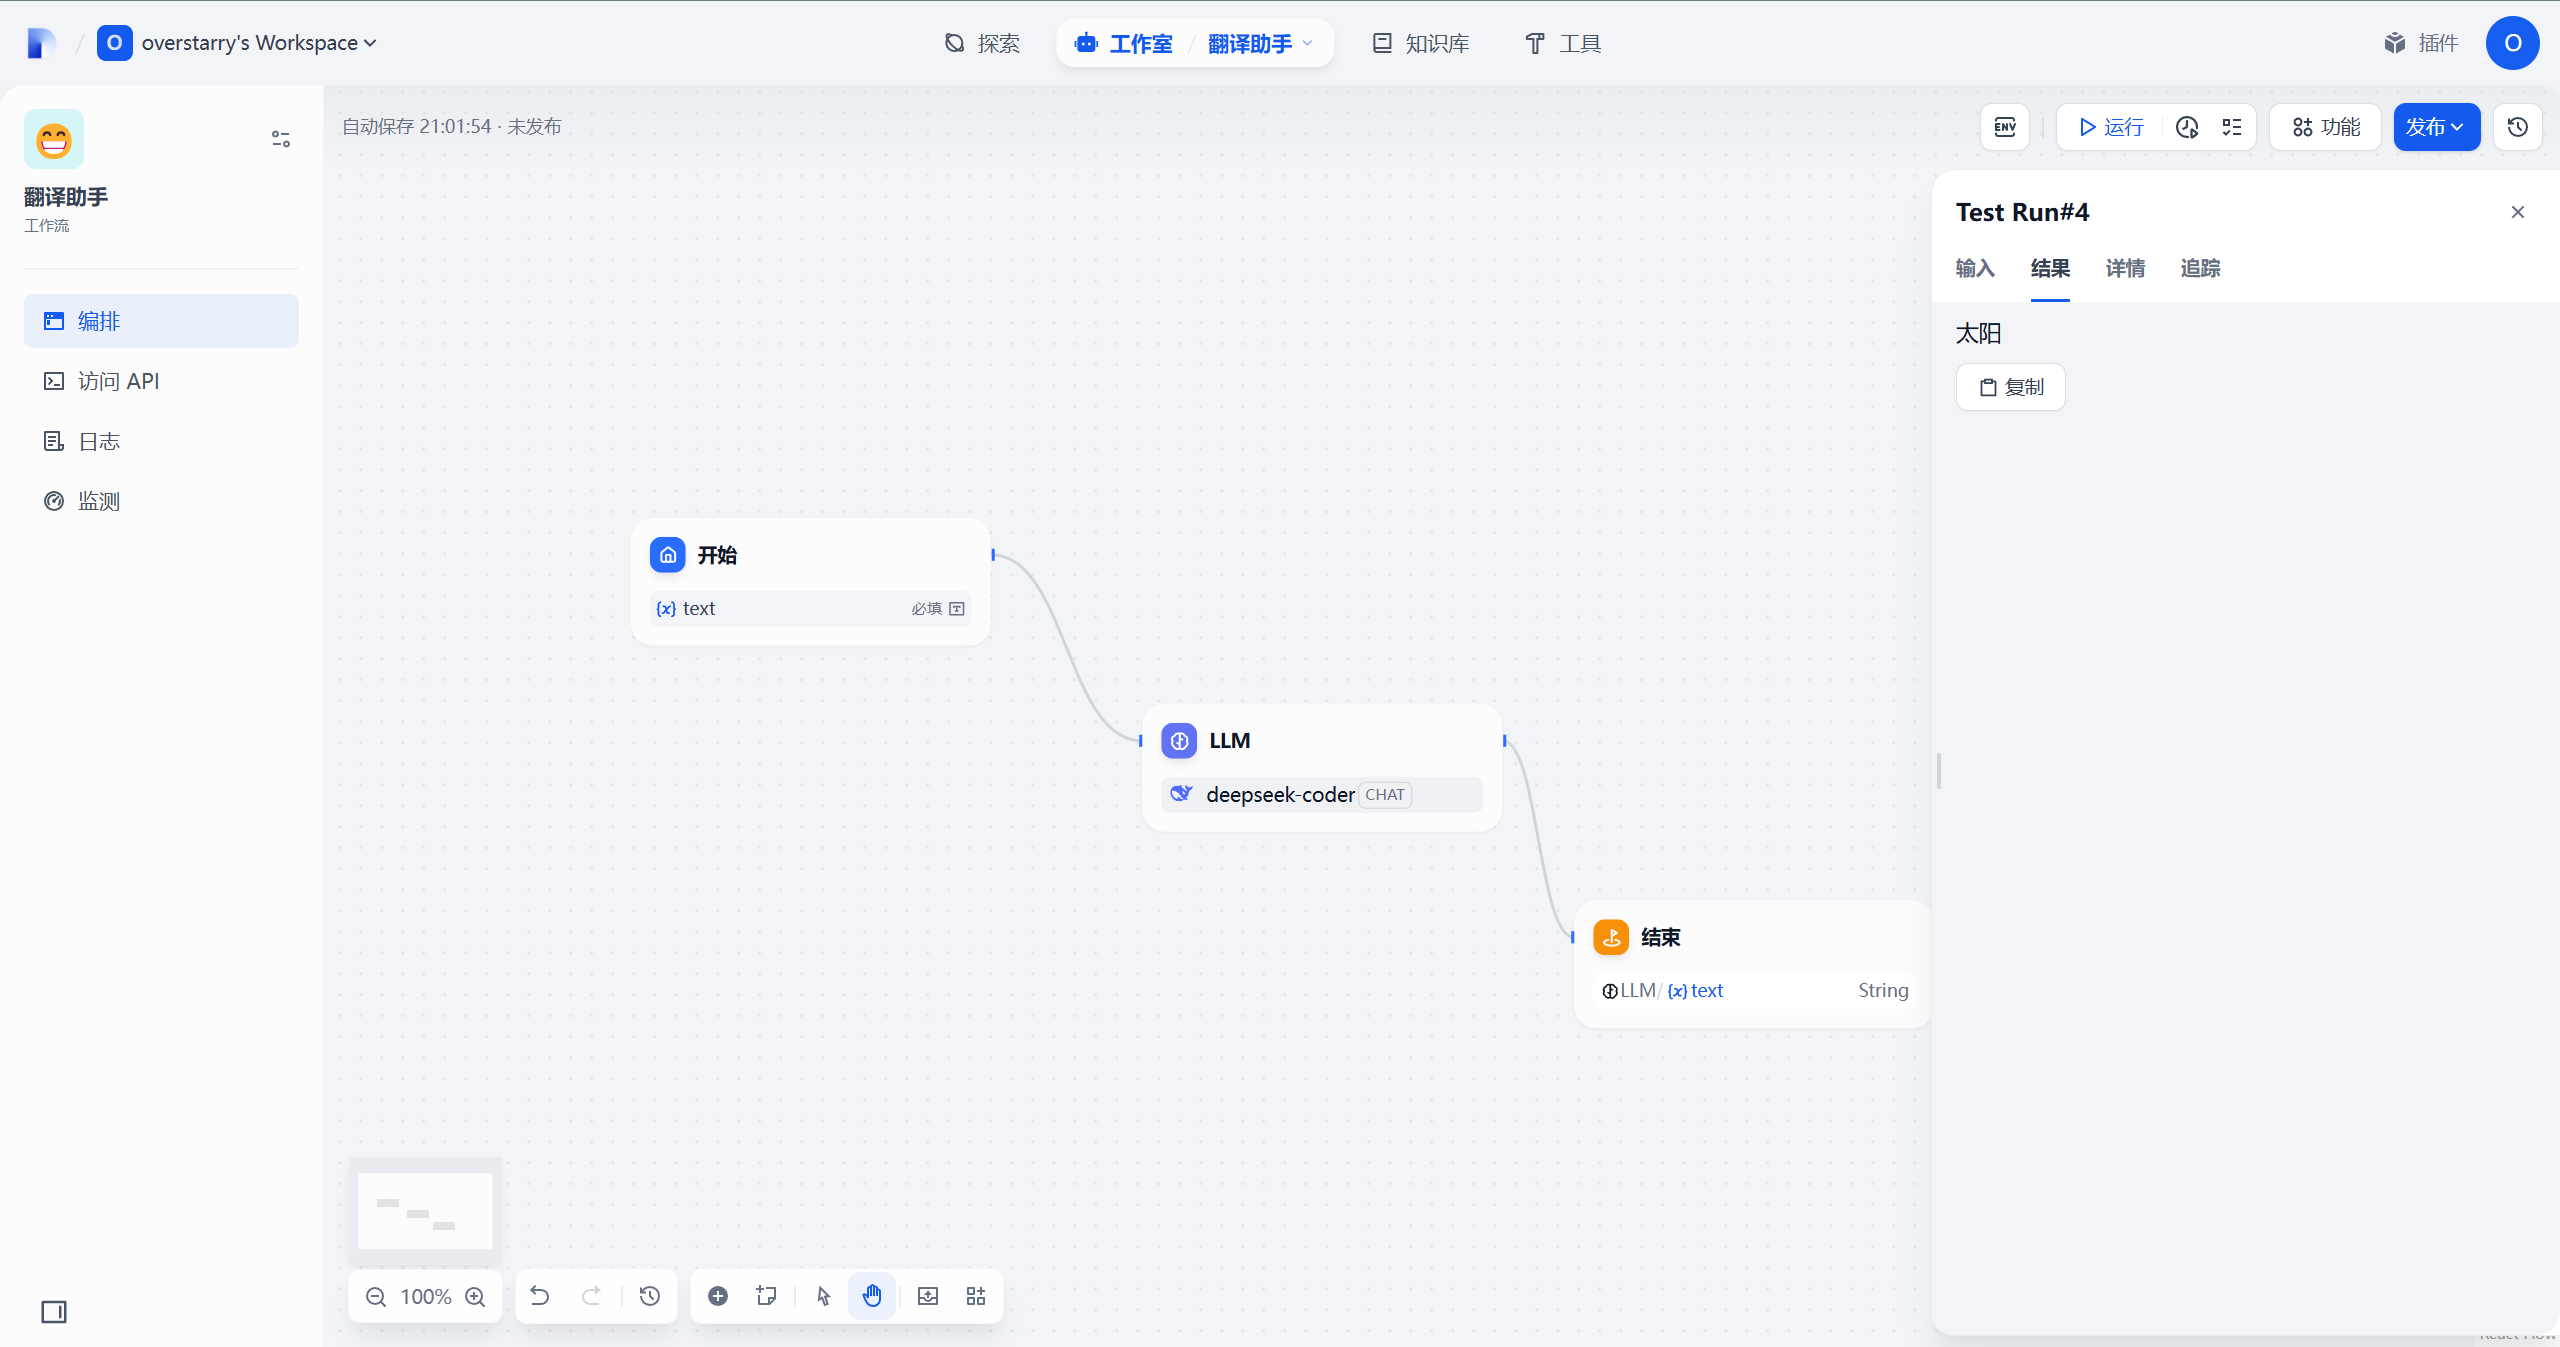 / O overstarry's Workspace
探索
工作室 / 翻译助手
知识库
工具
插件
O
翻译助手
工作流
编排
访问 API
日志
监测
自动保存 21:01:54 · 未发布
ENV
运行
功能
发布
Test Run#4
输入 结果 详情 追踪
太阳
复制
开始
{x} text 必填
LLM
deepseek-coder CHAT
结束
LLM/ {x} text String
100%
React Flow